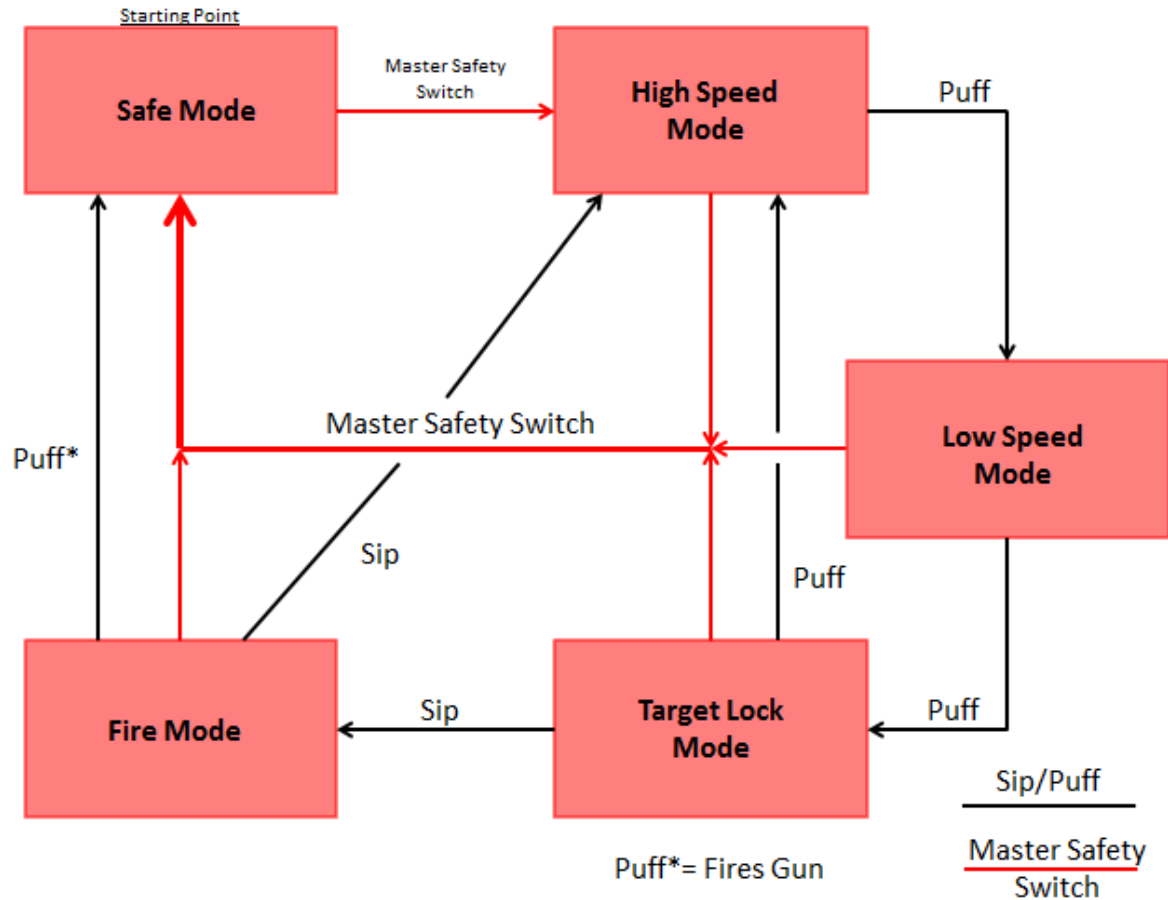 Starting Point
Safe Mode
Master Safety
Switch
High Speed
Mode
Puff
Master Safety Switch
Low Speed
Mode
Puff*
Sip
Puff
Fire Mode
Sip
Target Lock
Mode
Puff
Sip/Puff
Puff*= Fires Gun
Master Safety
Switch